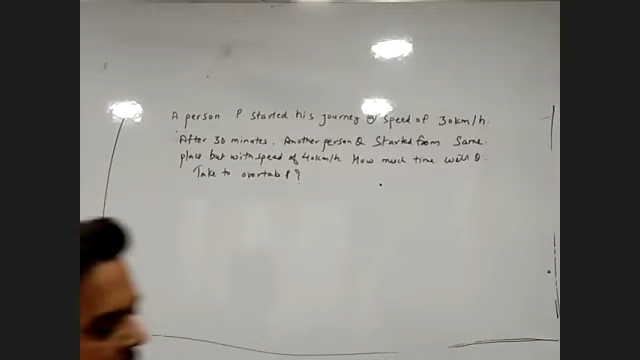 A person P started his journey @ speed of 30km/h.
After 30 minutes. Another person Q started from same
place but with speed of 40km/h. How much time will Q.
Take to overtak P?